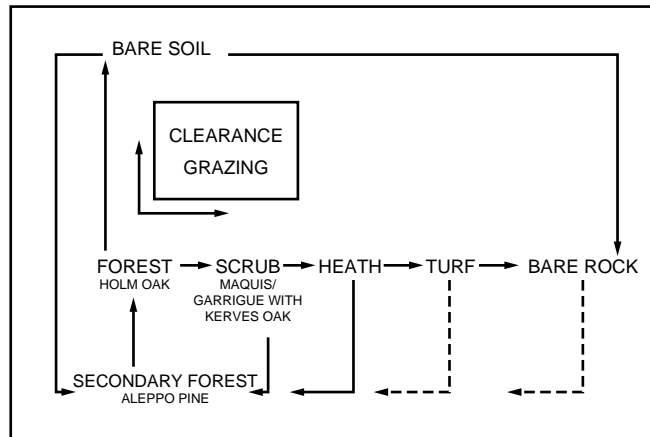 BARE SOIL
CLEARANCE
GRAZING
FOREST
HOLM OAK
SCRUB
MAQUIS/
GARRIGUE WITH
KERVES OAK
HEATH
TURF
BARE ROCK
SECONDARY FOREST
ALEPPO PINE